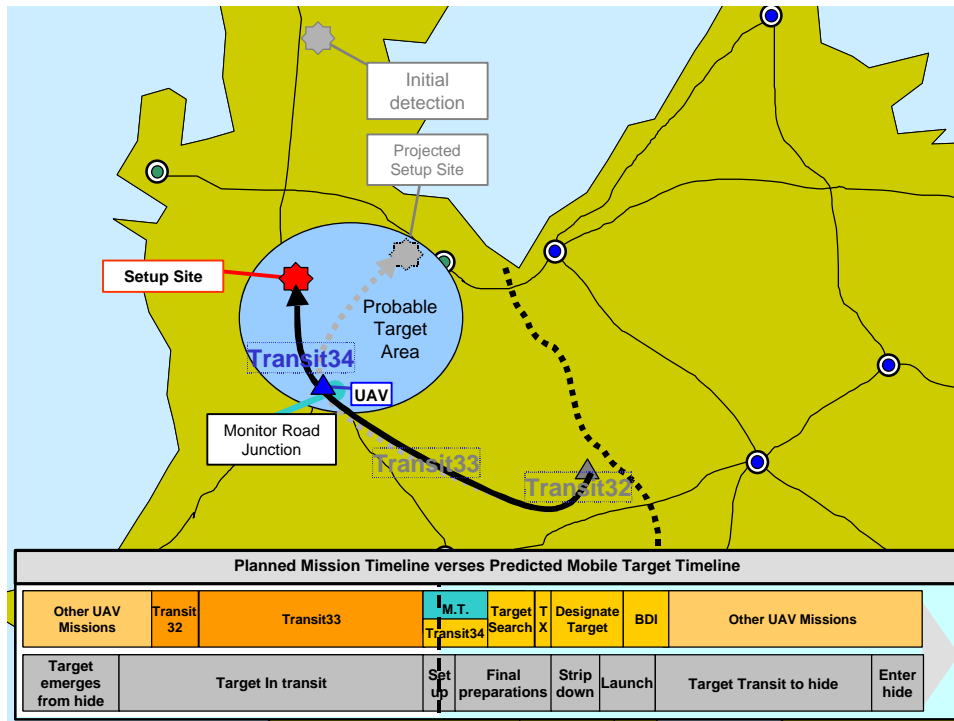 Initial
detection
Projected
Setup Site
Setup Site
Probable
Target
Area
Transit34
UAV
Monitor Road
Junction
Transit33
Transit32
Planned Mission Timeline verses Predicted Mobile Target Timeline
Other UAV
Missions
Transit
32
Transit33
M.T.
Transit34
Target
Search
T
X
Designate
Target
BDI
Other UAV Missions
Target
emerges
from hide
Target In transit
Set
up
Final
preparations
Strip
down
Launch
Target Transit to hide
Enter
hide